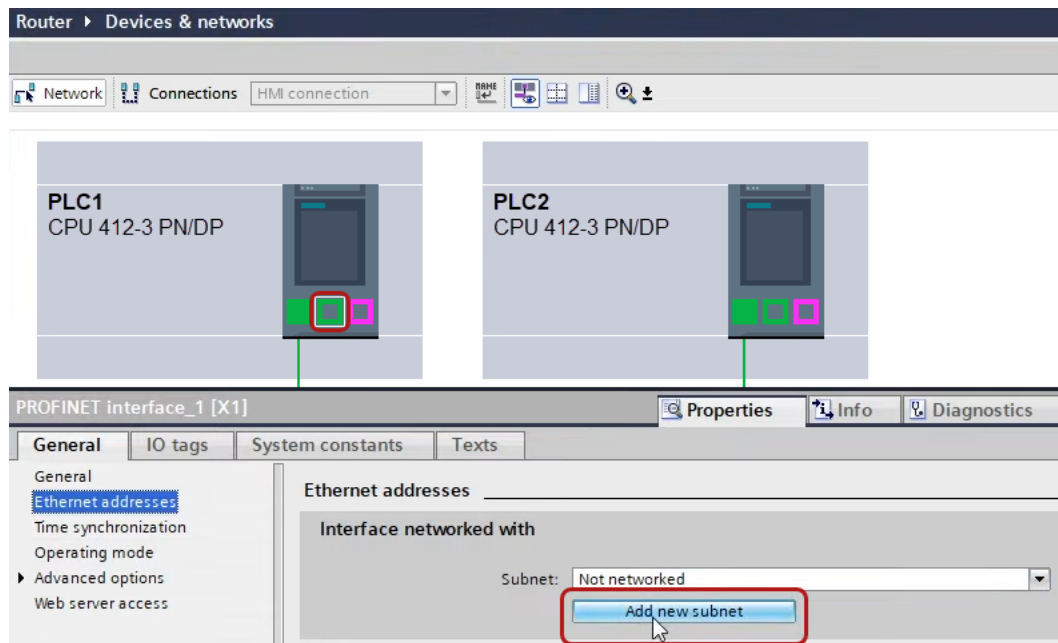 Router ▸ Devices & networks
Network Connections HMI connection
PLC1
CPU 412-3 PN/DP
PLC2
CPU 412-3 PN/DP
PROFINET interface_1 [X1]
Properties Info Diagnostics
General IO tags System constants Texts
General
Ethernet addresses
Time synchronization
Operating mode
Advanced options
Web server access
Ethernet addresses
Interface networked with
Subnet: Not networked
Add new subnet